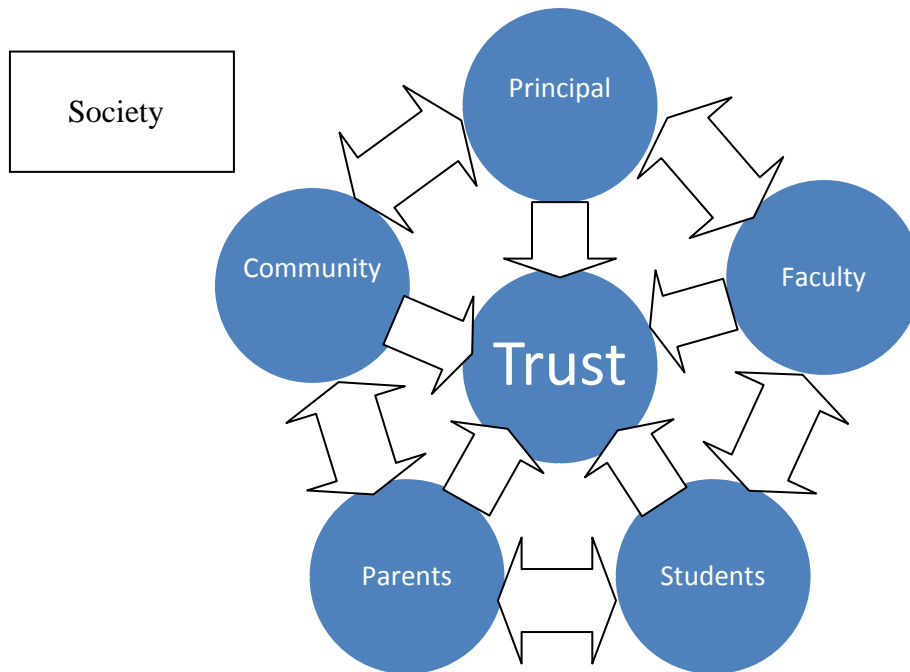 Principal
Society
Community
Faculty
Trust
Parents
Students